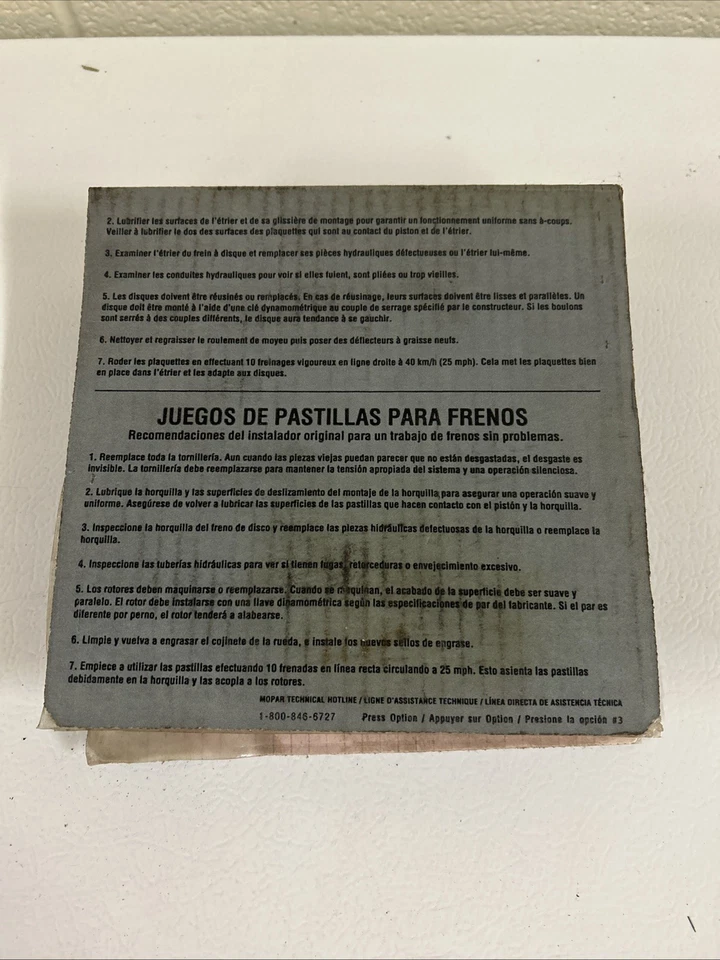 2. Lubrifier les surfaces de l'étrier et de sa glissière de montage pour garantir un fonctionnement uniforme sans à-coups.
Veiller à lubrifier le dos des surfaces des plaquettes qui sont au contact du piston et de l'étrier.
3. Examiner l'étrier du frein à disque et remplacer ses pièces hydrauliques défectueuses ou l'étrier lui-même.
4. Examiner les conduites hydrauliques pour voir si elles fuient, sont pliées ou trop vieilles.
5. Les disques doivent être réusinés ou remplacés. En cas de réusinage, leurs surfaces doivent être lisses et parallèles. Un
disque doit être monté à l'aide d'une clé dynamométrique au couple de serrage spécifié par le constructeur. Si les boulons
sont serrés à des couples différents, le disque aura tendance à se gauchir.
6. Nettoyer et regraisser le roulement de moyeu puis poser des déflecteurs à graisse neufs.
7. Roder les plaquettes en effectuant 10 freinages vigoureux en ligne droite à 40 km/h (25 mph). Cela met les plaquettes bien
en place dans l'étrier et les adapte aux disques.
JUEGOS DE PASTILLAS PARA FRENOS
Recomendaciones del instalador original para un trabajo de frenos sin problemas.
1. Reemplace toda la tornillería. Aun cuando las piezas viejas puedan parecer que no están desgastadas, el desgaste es
invisible. La tornillería debe reemplazarse para mantener la tensión apropiada del sistema y una operación silenciosa.
2. Lubrique la horquilla y las superficies de deslizamiento del montaje de la horquilla para asegurar una operación suave y
uniforme. Asegúrese de volver a lubricar las superficies de las pastillas que hacen contacto con el pistón y la horquilla.
3. Inspeccione la horquilla del freno de disco y reemplace las piezas hidráulicas defectuosas de la horquilla o reemplace la
horquilla.
4. Inspeccione las tuberías hidráulicas para ver si tienen fugas, retorceduras o envejecimiento excesivo.
5. Los rotores deben maquinarse o reemplazarse. Cuando se maquinan, el acabado de la superficie debe ser suave y
paralelo. El rotor debe instalarse con una llave dinamométrica según las especificaciones de par del fabricante. Si el par es
diferente por perno, el rotor tenderá a alabearse.
6. Limpie y vuelva a engrasar el cojinete de la rueda, e instale los nuevos sellos de engrase.
7. Empiece a utilizar las pastillas efectuando 10 frenadas en línea recta circulando a 25 mph. Esto asienta las pastillas
debidamente en la horquilla y las acopla a los rotores.
MOPAR TECHNICAL HOTLINE / LIGNE D'ASSISTANCE TECHNIQUE / LÍNEA DIRECTA DE ASISTENCIA TÉCNICA
1-800-846-6727 Press Option / Appuyer sur Option / Presione la opción #3